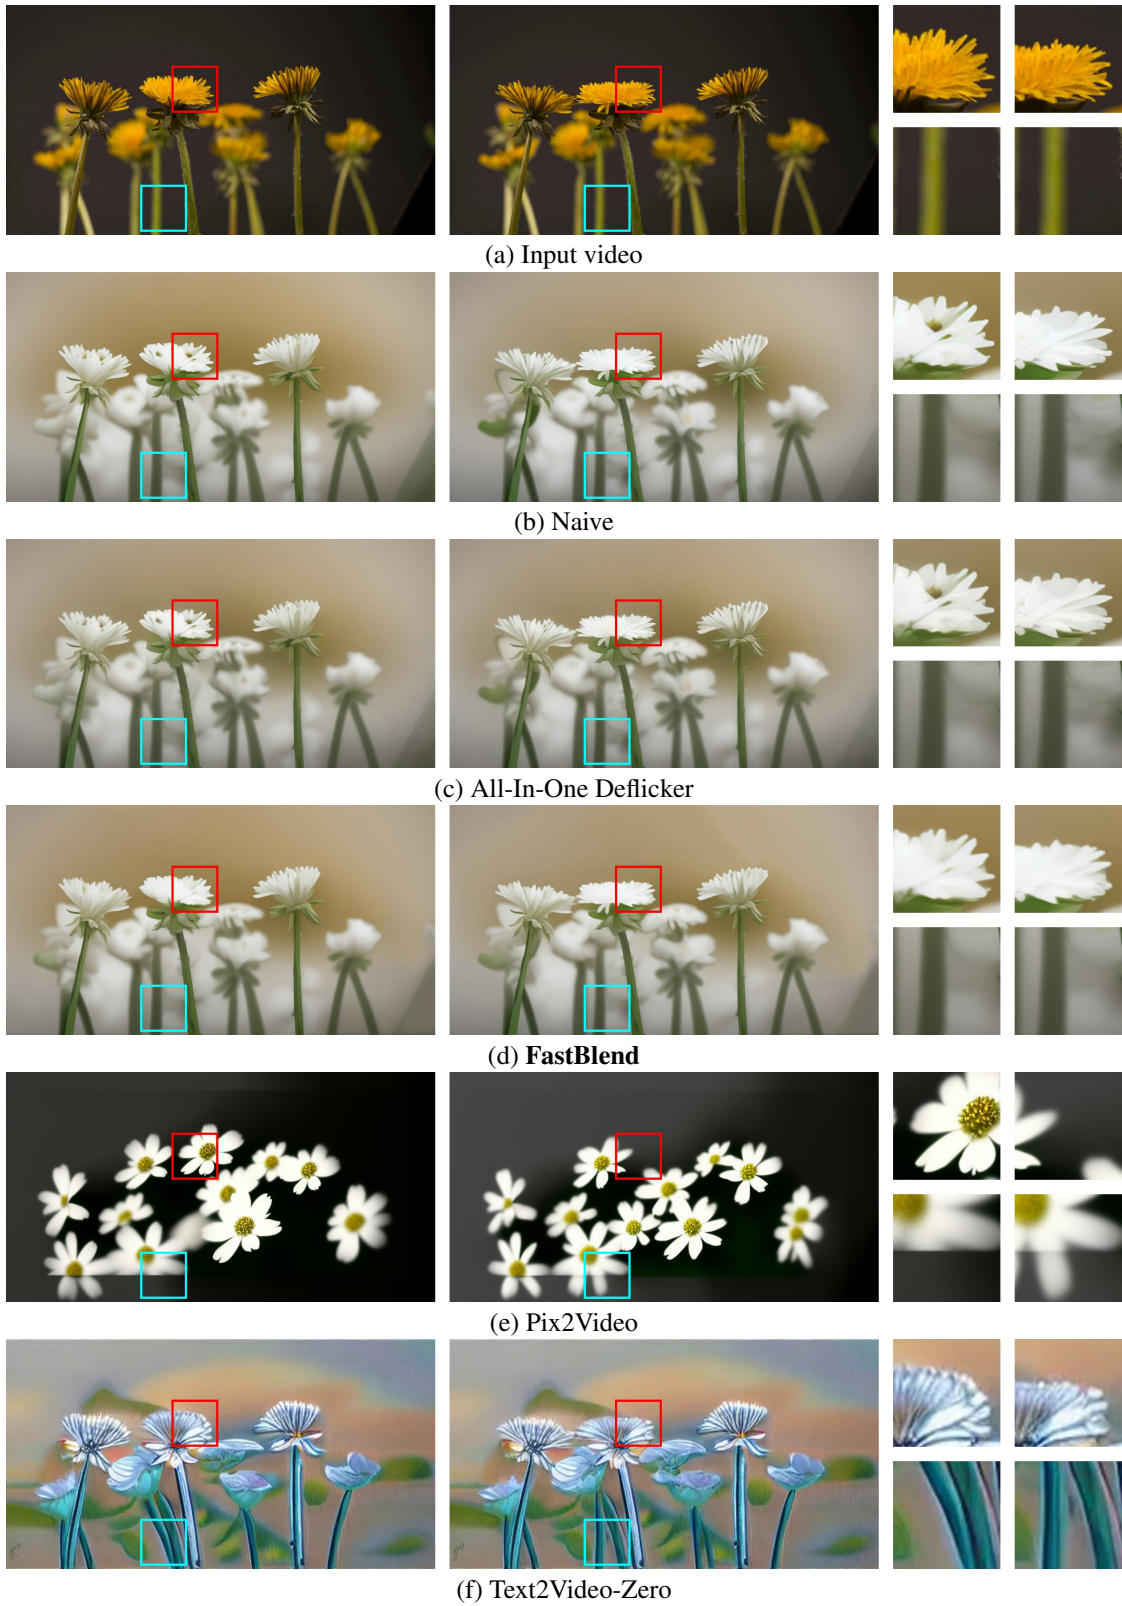 (a) Input video
(b) Naive
(c) All-In-One Deflicker
(d) FastBlend
(e) Pix2Video
(f) Text2Video-Zero